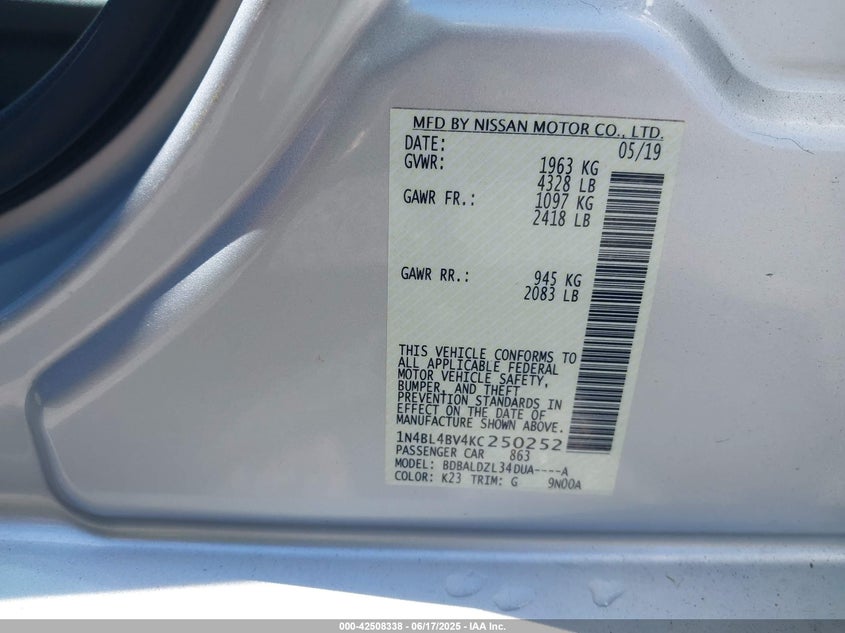 MFD BY NISSAN MOTOR CO., LTD.
DATE: 05/19
GVWR: 1963 KG
4328 LB
GAWR FR.: 1097 KG
2418 LB
GAWR RR.: 945 KG
2083 LB
THIS VEHICLE CONFORMS TO
ALL APPLICABLE FEDERAL
MOTOR VEHICLE SAFETY,
BUMPER, AND THEFT
PREVENTION STANDARDS IN
EFFECT ON THE DATE OF
MANUFACTURE SHOWN ABOVE.
1N4BL4BV4KC250252
PASSENGER CAR 863
MODEL: BDBALDZL34DUA----A
COLOR: K23 TRIM: G 9N00A
000-42508338 - 06/17/2025 - IAA Inc.